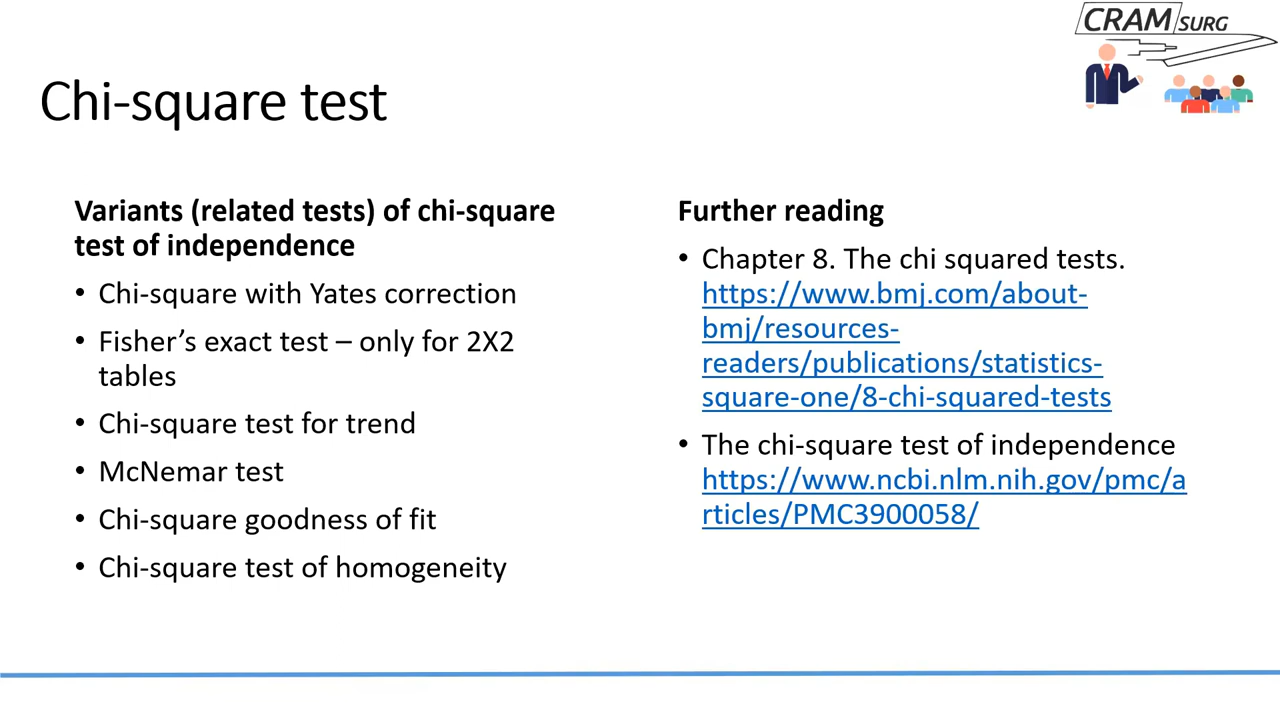 CRAM SURG
Chi-square test
Variants (related tests) of chi-square
test of independence
• Chi-square with Yates correction
• Fisher’s exact test – only for 2X2
tables
• Chi-square test for trend
• McNemar test
• Chi-square goodness of fit
• Chi-square test of homogeneity
Further reading
• Chapter 8. The chi squared tests.
https://www.bmj.com/about-
bmj/resources-
readers/publications/statistics-
square-one/8-chi-squared-tests
• The chi-square test of independence
https://www.ncbi.nlm.nih.gov/pmc/a
rticles/PMC3900058/